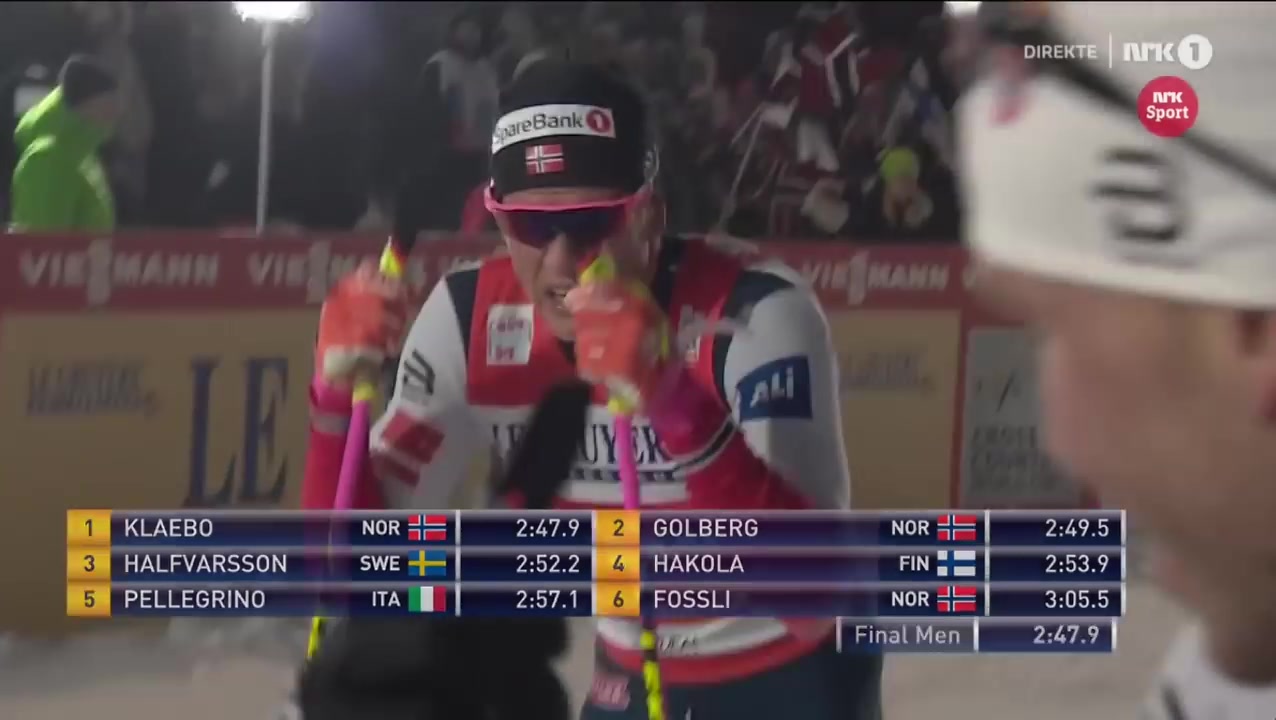 DIREKTE nrk 1
nrk
Sport
SpareBank 1
VIESSMANN VIESSMANN
ALi
LE
1 KLAEBO NOR 2:47.9 2 GOLBERG NOR 2:49.5
3 HALFVARSSON SWE 2:52.2 4 HAKOLA FIN 2:53.9
5 PELLEGRINO ITA 2:57.1 6 FOSSLI NOR 3:05.5
Final Men 2:47.9